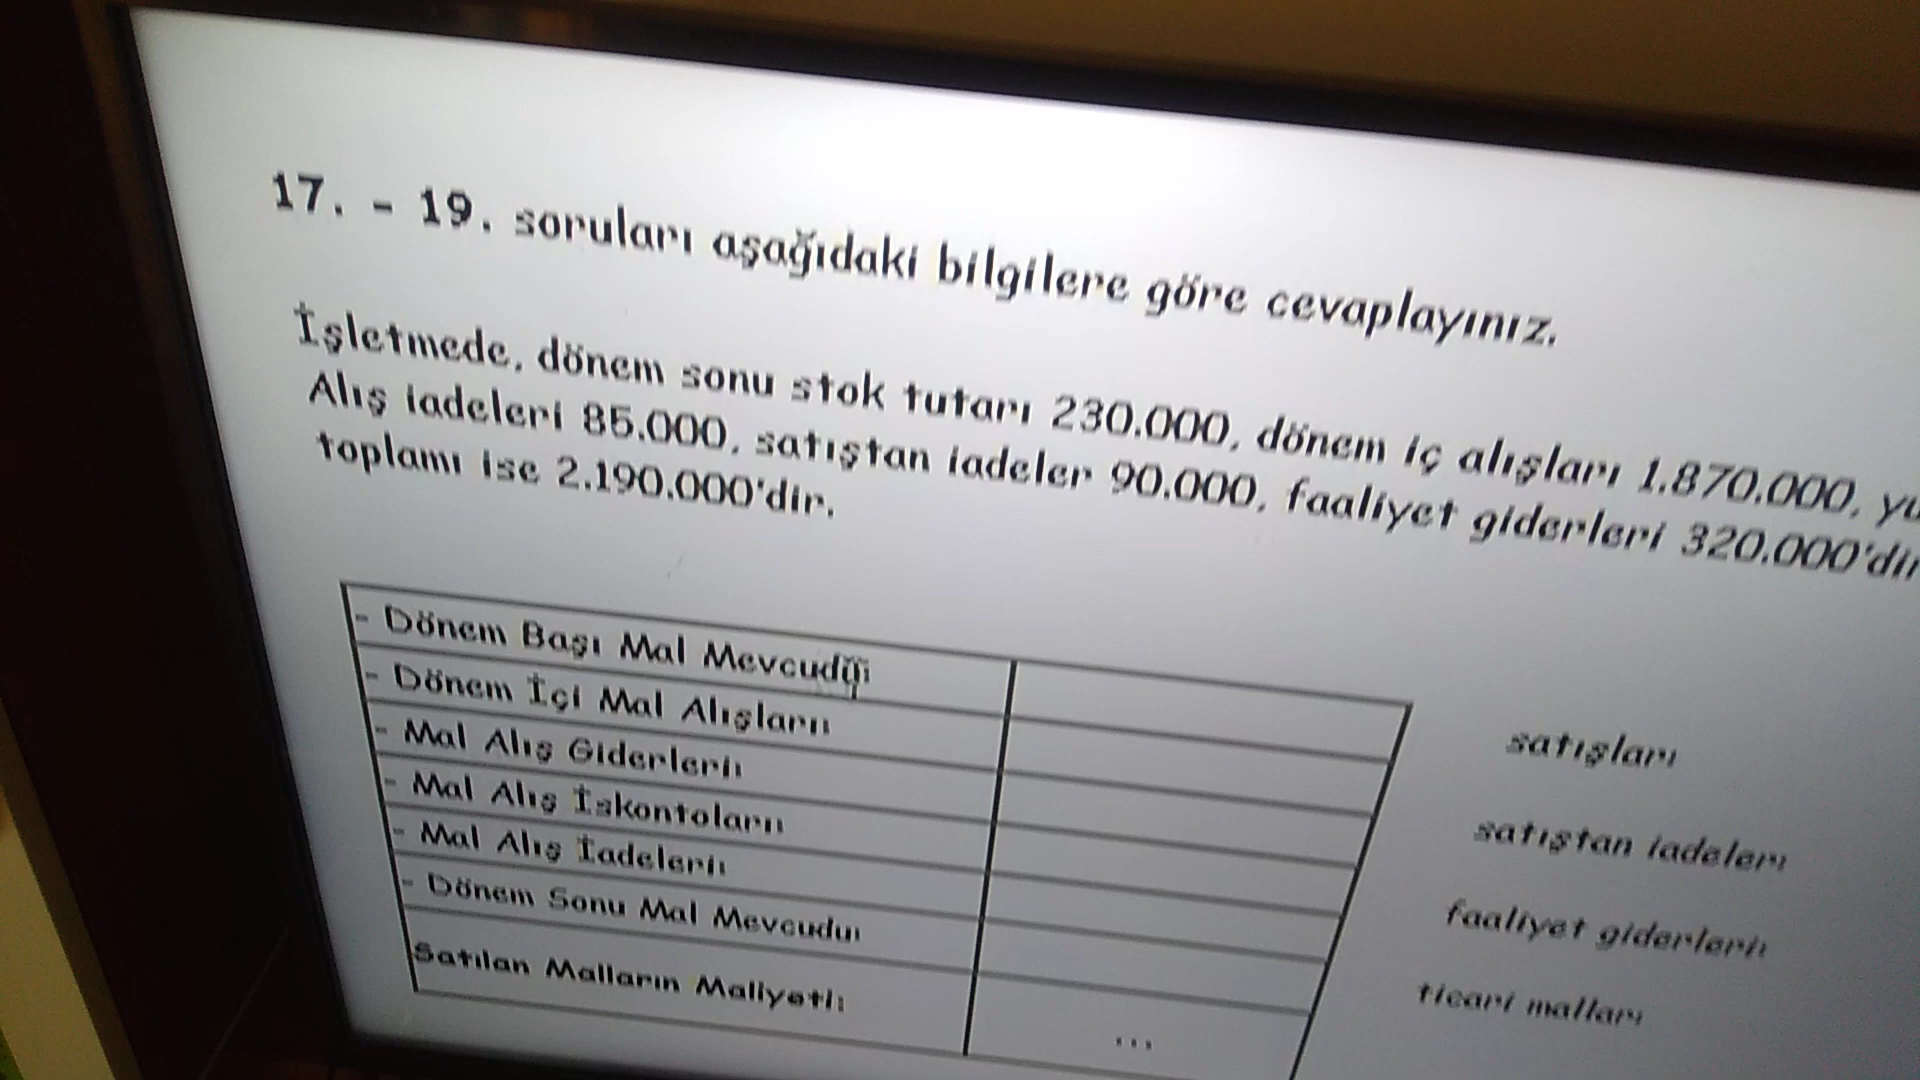 17. - 19. soruları aşağıdaki bilgilere göre cevaplayınız.
İşletmede, dönem sonu stok tutarı 230.000, dönem iç alışları 1.870.000,
Alış iadeleri 85.000, satıştan iadeler 90.000, faaliyet giderleri 320.000'dir
toplamı ise 2.190.000'dir.
- Dönem Başı Mal Mevcudu:
- Dönem İçi Mal Alışları:
- Mal Alış Giderleri:
- Mal Alış İskontoları:
- Mal Alış İadeleri:
- Dönem Sonu Mal Mevcudu:
Satılan Malların Maliyeti:
...
satışları
satıştan iadeler:
faaliyet giderleri:
ticari malları